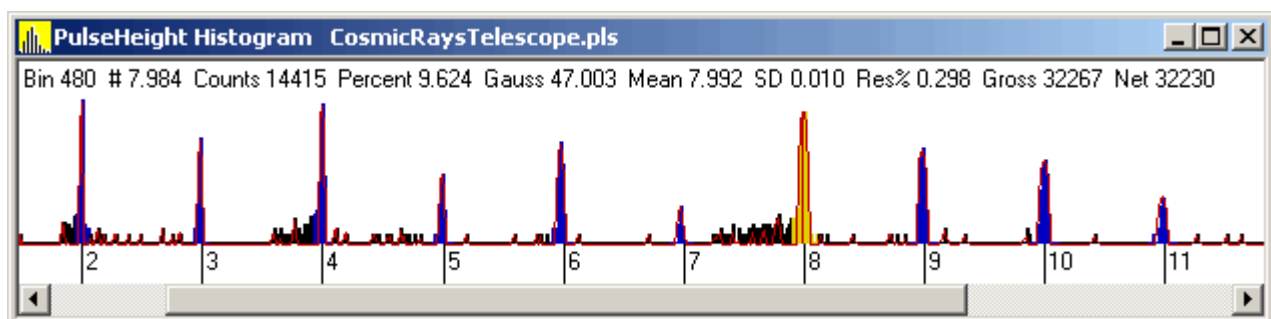 PulseHeight Histogram CosmicRaysTelescope.pls
Bin 480 # 7.984 Counts 14415 Percent 9.624 Gauss 47.003 Mean 7.992 SD 0.010 Res% 0.298 Gross 32267 Net 32230
2 3 4 5 6 7 8 9 10 11